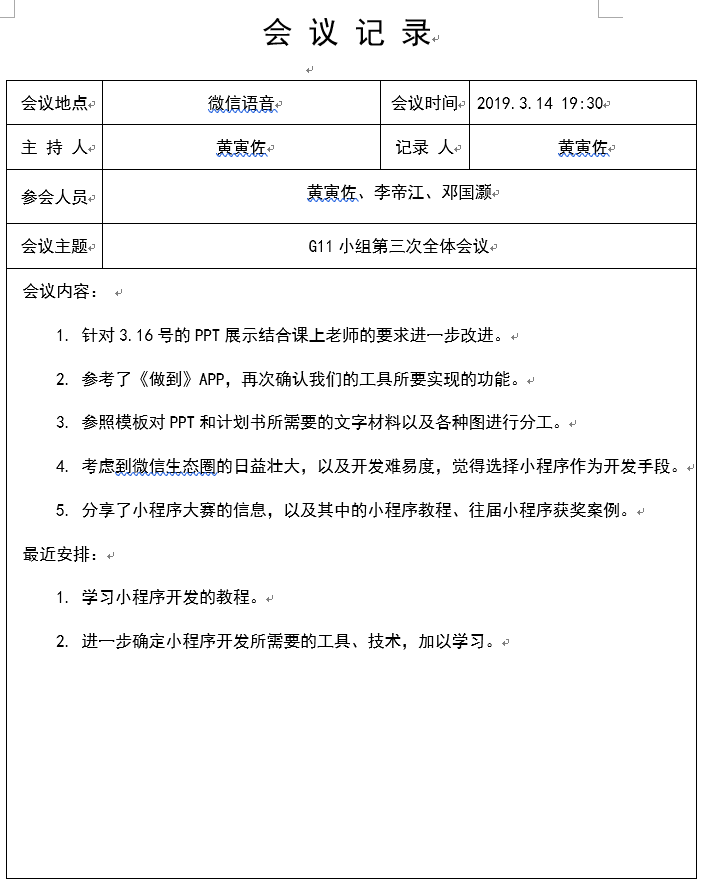 会 议 记 录
会议地点 微信语音 会议时间 2019.3.14 19:30
主 持 人 黄寅佐 记录 人 黄寅佐
参会人员 黄寅佐、李帝江、邓国灏
会议主题 G11小组第三次全体会议
会议内容：
1. 针对3.16号的PPT展示结合课上老师的要求进一步改进。
2. 参考了《做到》APP，再次确认我们的工具所要实现的功能。
3. 参照模板对PPT和计划书所需要的文字材料以及各种图进行分工。
4. 考虑到微信生态圈的日益壮大，以及开发难易度，觉得选择小程序作为开发手段。
5. 分享了小程序大赛的信息，以及其中的小程序教程、往届小程序获奖案例。
最近安排：
1. 学习小程序开发的教程。
2. 进一步确定小程序开发所需要的工具、技术，加以学习。